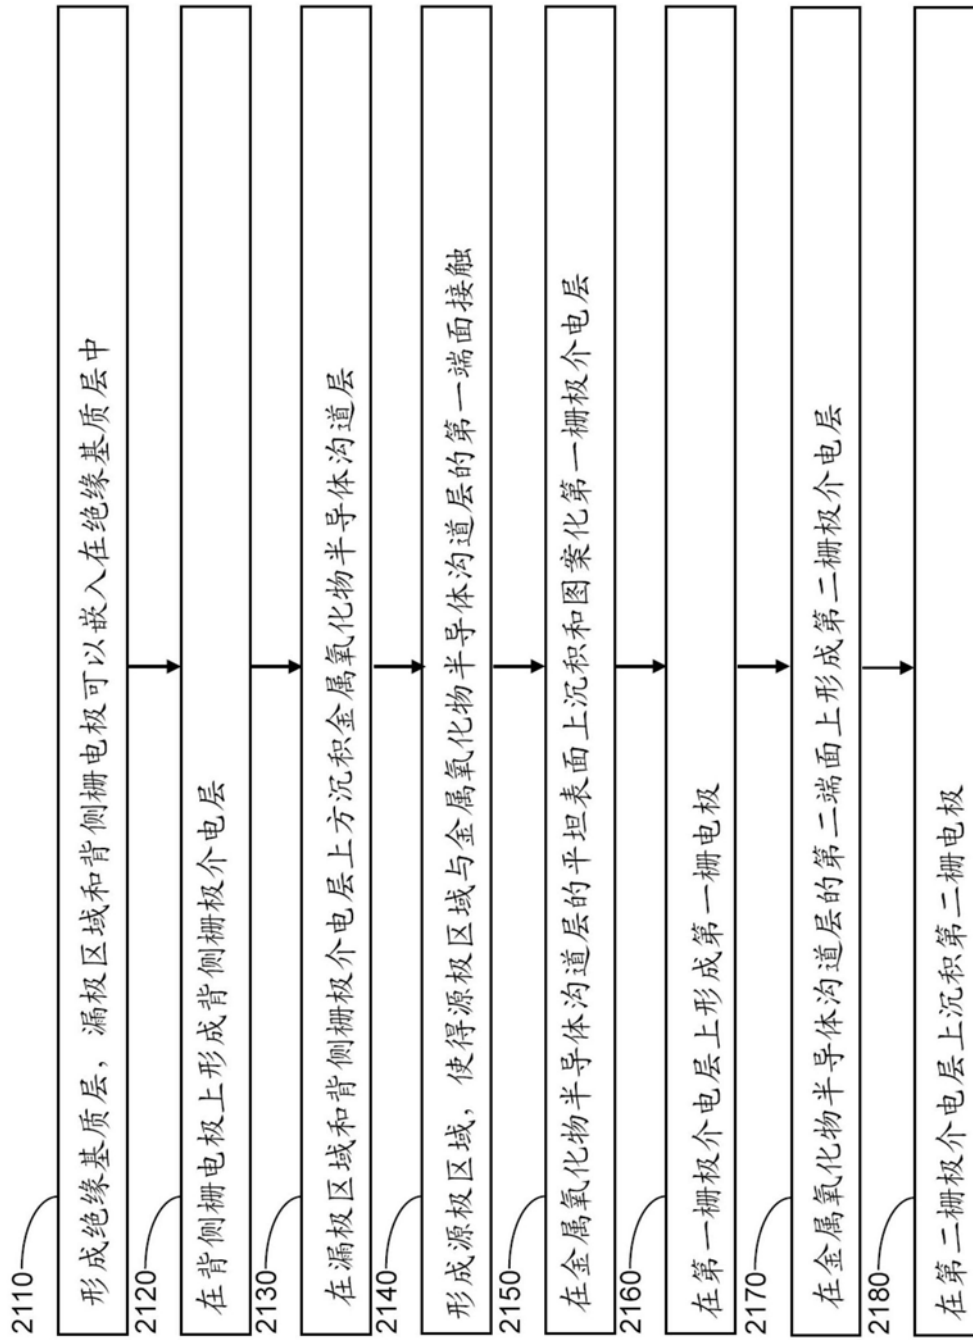 2110
形成绝缘基质层，漏极区域和背侧栅电极可以嵌入在绝缘基质层中
2120
在背侧栅电极上形成背侧栅极介电层
2130
在漏极区域和背侧栅极介电层上方沉积金属氧化物半导体沟道层
2140
形成源极区域，使得源极区域与金属氧化物半导体沟道层的第一端面接触
2150
在金属氧化物半导体沟道层的平坦表面上沉积和图案化第一栅极介电层
2160
在第一栅极介电层上形成第一栅电极
2170
在金属氧化物半导体沟道层的第二端面上形成第二栅极介电层
2180
在第二栅极介电层上沉积第二栅电极